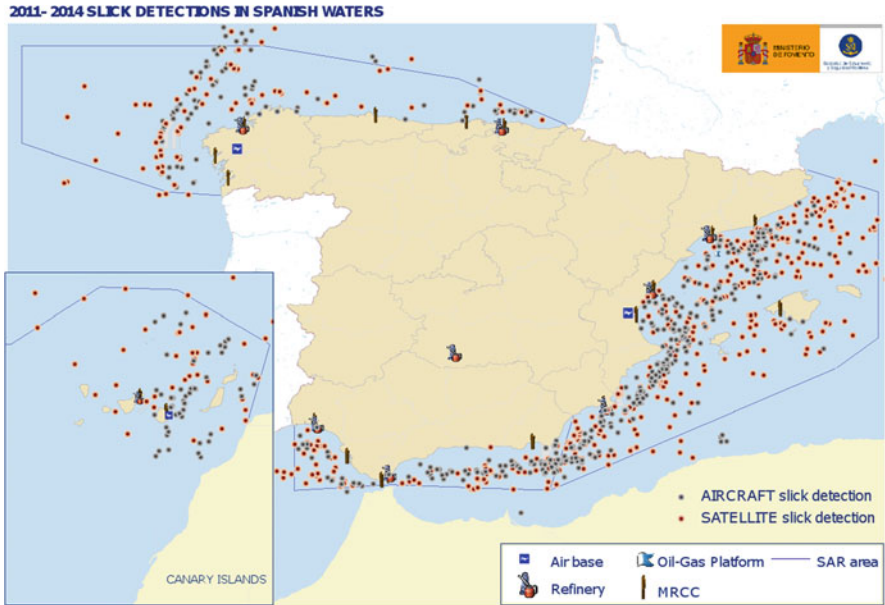 2011- 2014 SLICK DETECTIONS IN SPANISH WATERS
MINISTERIO
DE FOMENTO
AIRCRAFT slick detection
SATELLITE slick detection
CANARY ISLANDS
Air base
Oil-Gas Platform
SAR area
Refinery
MRCC